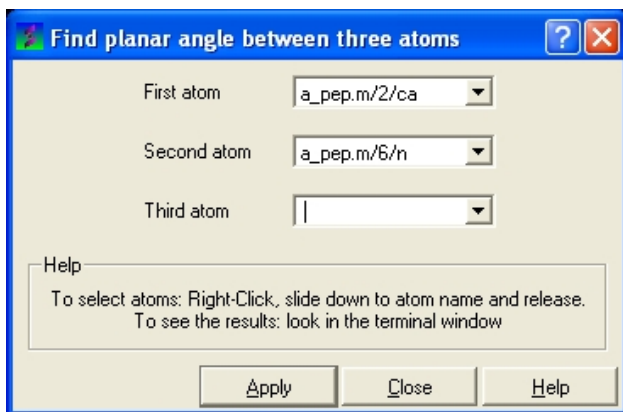 Find planar angle between three atoms
First atom a_pep.m/2/ca
Second atom a_pep.m/6/n
Third atom
Help
To select atoms: Right-Click, slide down to atom name and release.
To see the results: look in the terminal window
Apply Close Help